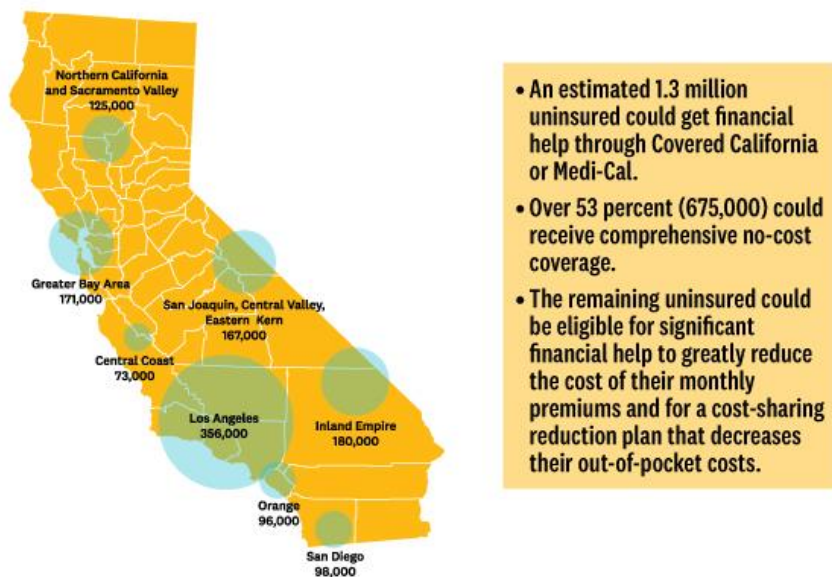 Northern California
and Sacramento Valley
125,000
Greater Bay Area
171,000
San Joaquin, Central Valley,
Eastern Kern
167,000
Central Coast
73,000
Los Angeles
356,000
Inland Empire
180,000
Orange
96,000
San Diego
98,000
• An estimated 1.3 million
uninsured could get financial
help through Covered California
or Medi-Cal.
• Over 53 percent (675,000) could
receive comprehensive no-cost
coverage.
• The remaining uninsured could
be eligible for significant
financial help to greatly reduce
the cost of their monthly
premiums and for a cost-sharing
reduction plan that decreases
their out-of-pocket costs.